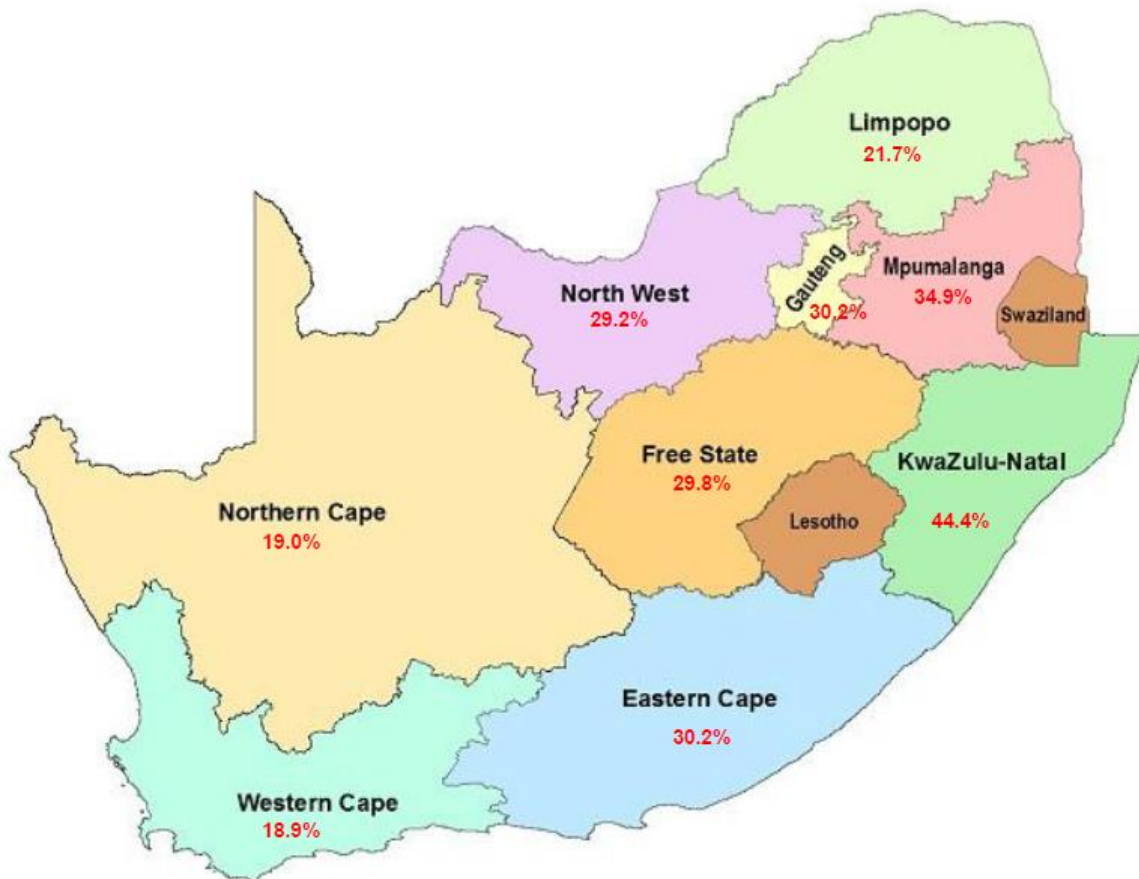 Limpopo
21.7%
Gauteng
30.2%
Mpumalanga
34.9%
Swaziland
North West
29.2%
Free State
29.8%
KwaZulu-Natal
44.4%
Lesotho
Northern Cape
19.0%
Eastern Cape
30.2%
Western Cape
18.9%